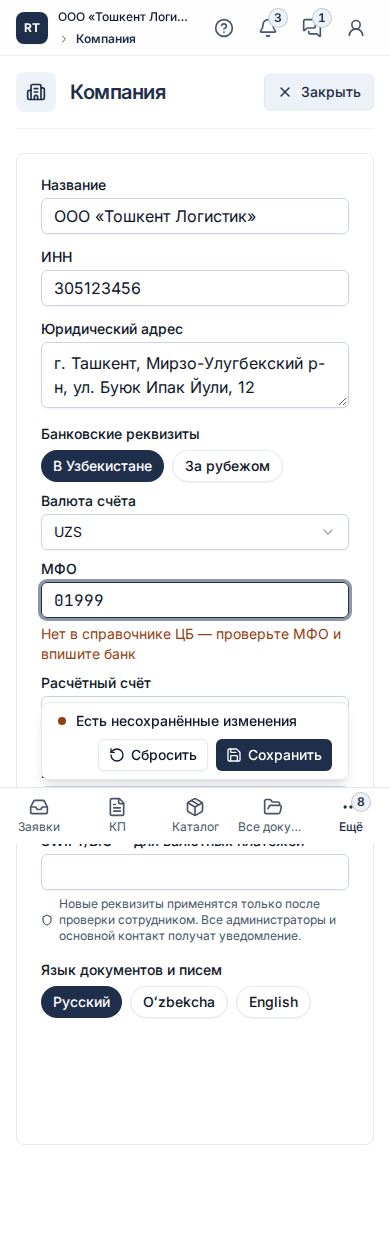 RT
ООО «Тошкент Логи...
Компания
3
1
Компания
Закрыть
Название
ООО «Тошкент Логистик»
ИНН
305123456
Юридический адрес
г. Ташкент, Мирзо-Улугбекский р-
н, ул. Буюк Ипак Йули, 12
Банковские реквизиты
В Узбекистане
За рубежом
Валюта счёта
UZS
МФО
01999
Нет в справочнике ЦБ — проверьте МФО и
впишите банк
Расчётный счёт
Есть несохранённые изменения
Сбросить
Сохранить
8
Заявки
КП
Каталог
Все доку...
Ещё
Новые реквизиты применятся только после
проверки сотрудником. Все администраторы и
основной контакт получат уведомление.
Язык документов и писем
Русский
Oʻzbekcha
English